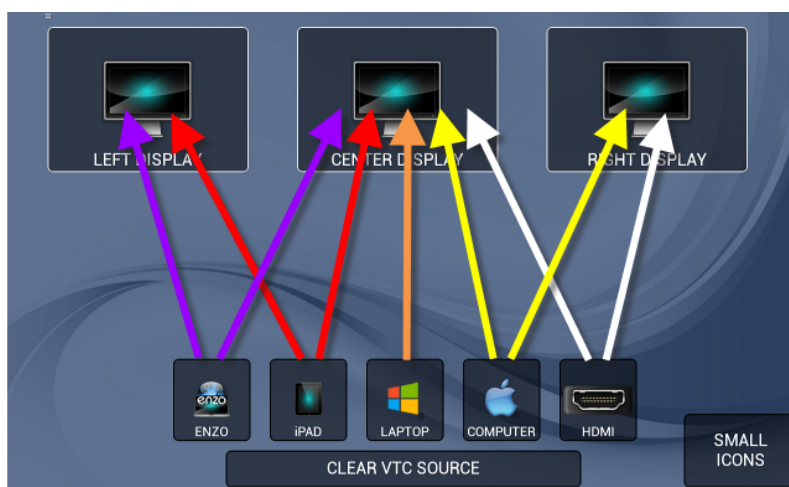 LEFT DISPLAY
CENTER DISPLAY
RIGHT DISPLAY
enzo
ENZO
iPAD
LAPTOP
COMPUTER
HDMI
SMALL
ICONS
CLEAR VTC SOURCE